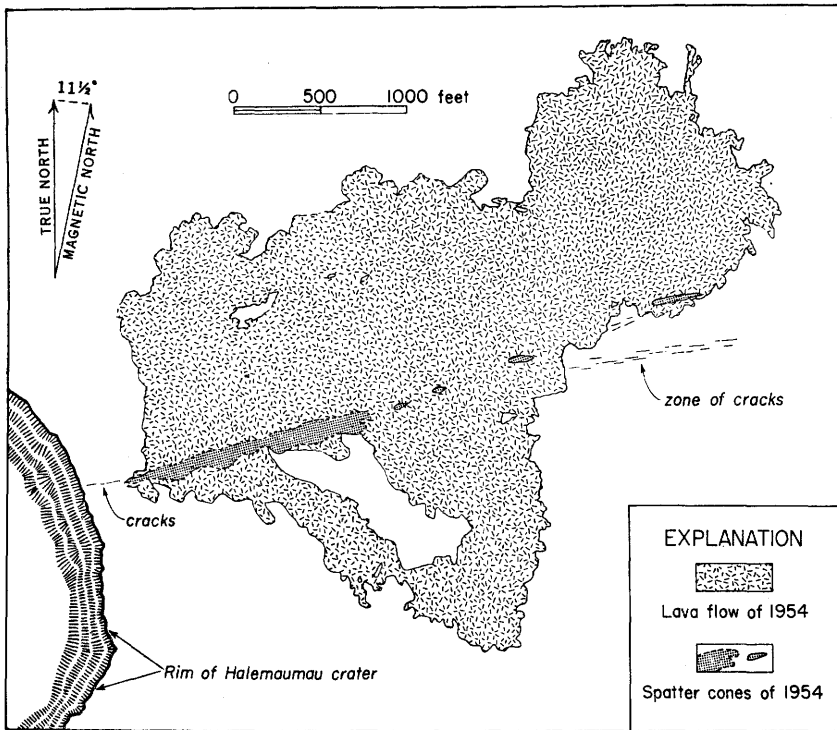 11½°
TRUE NORTH
MAGNETIC NORTH
0 500 1000 feet
zone of cracks
cracks
Rim of Halemaumau crater
EXPLANATION
Lava flow of 1954
Spatter cones of 1954